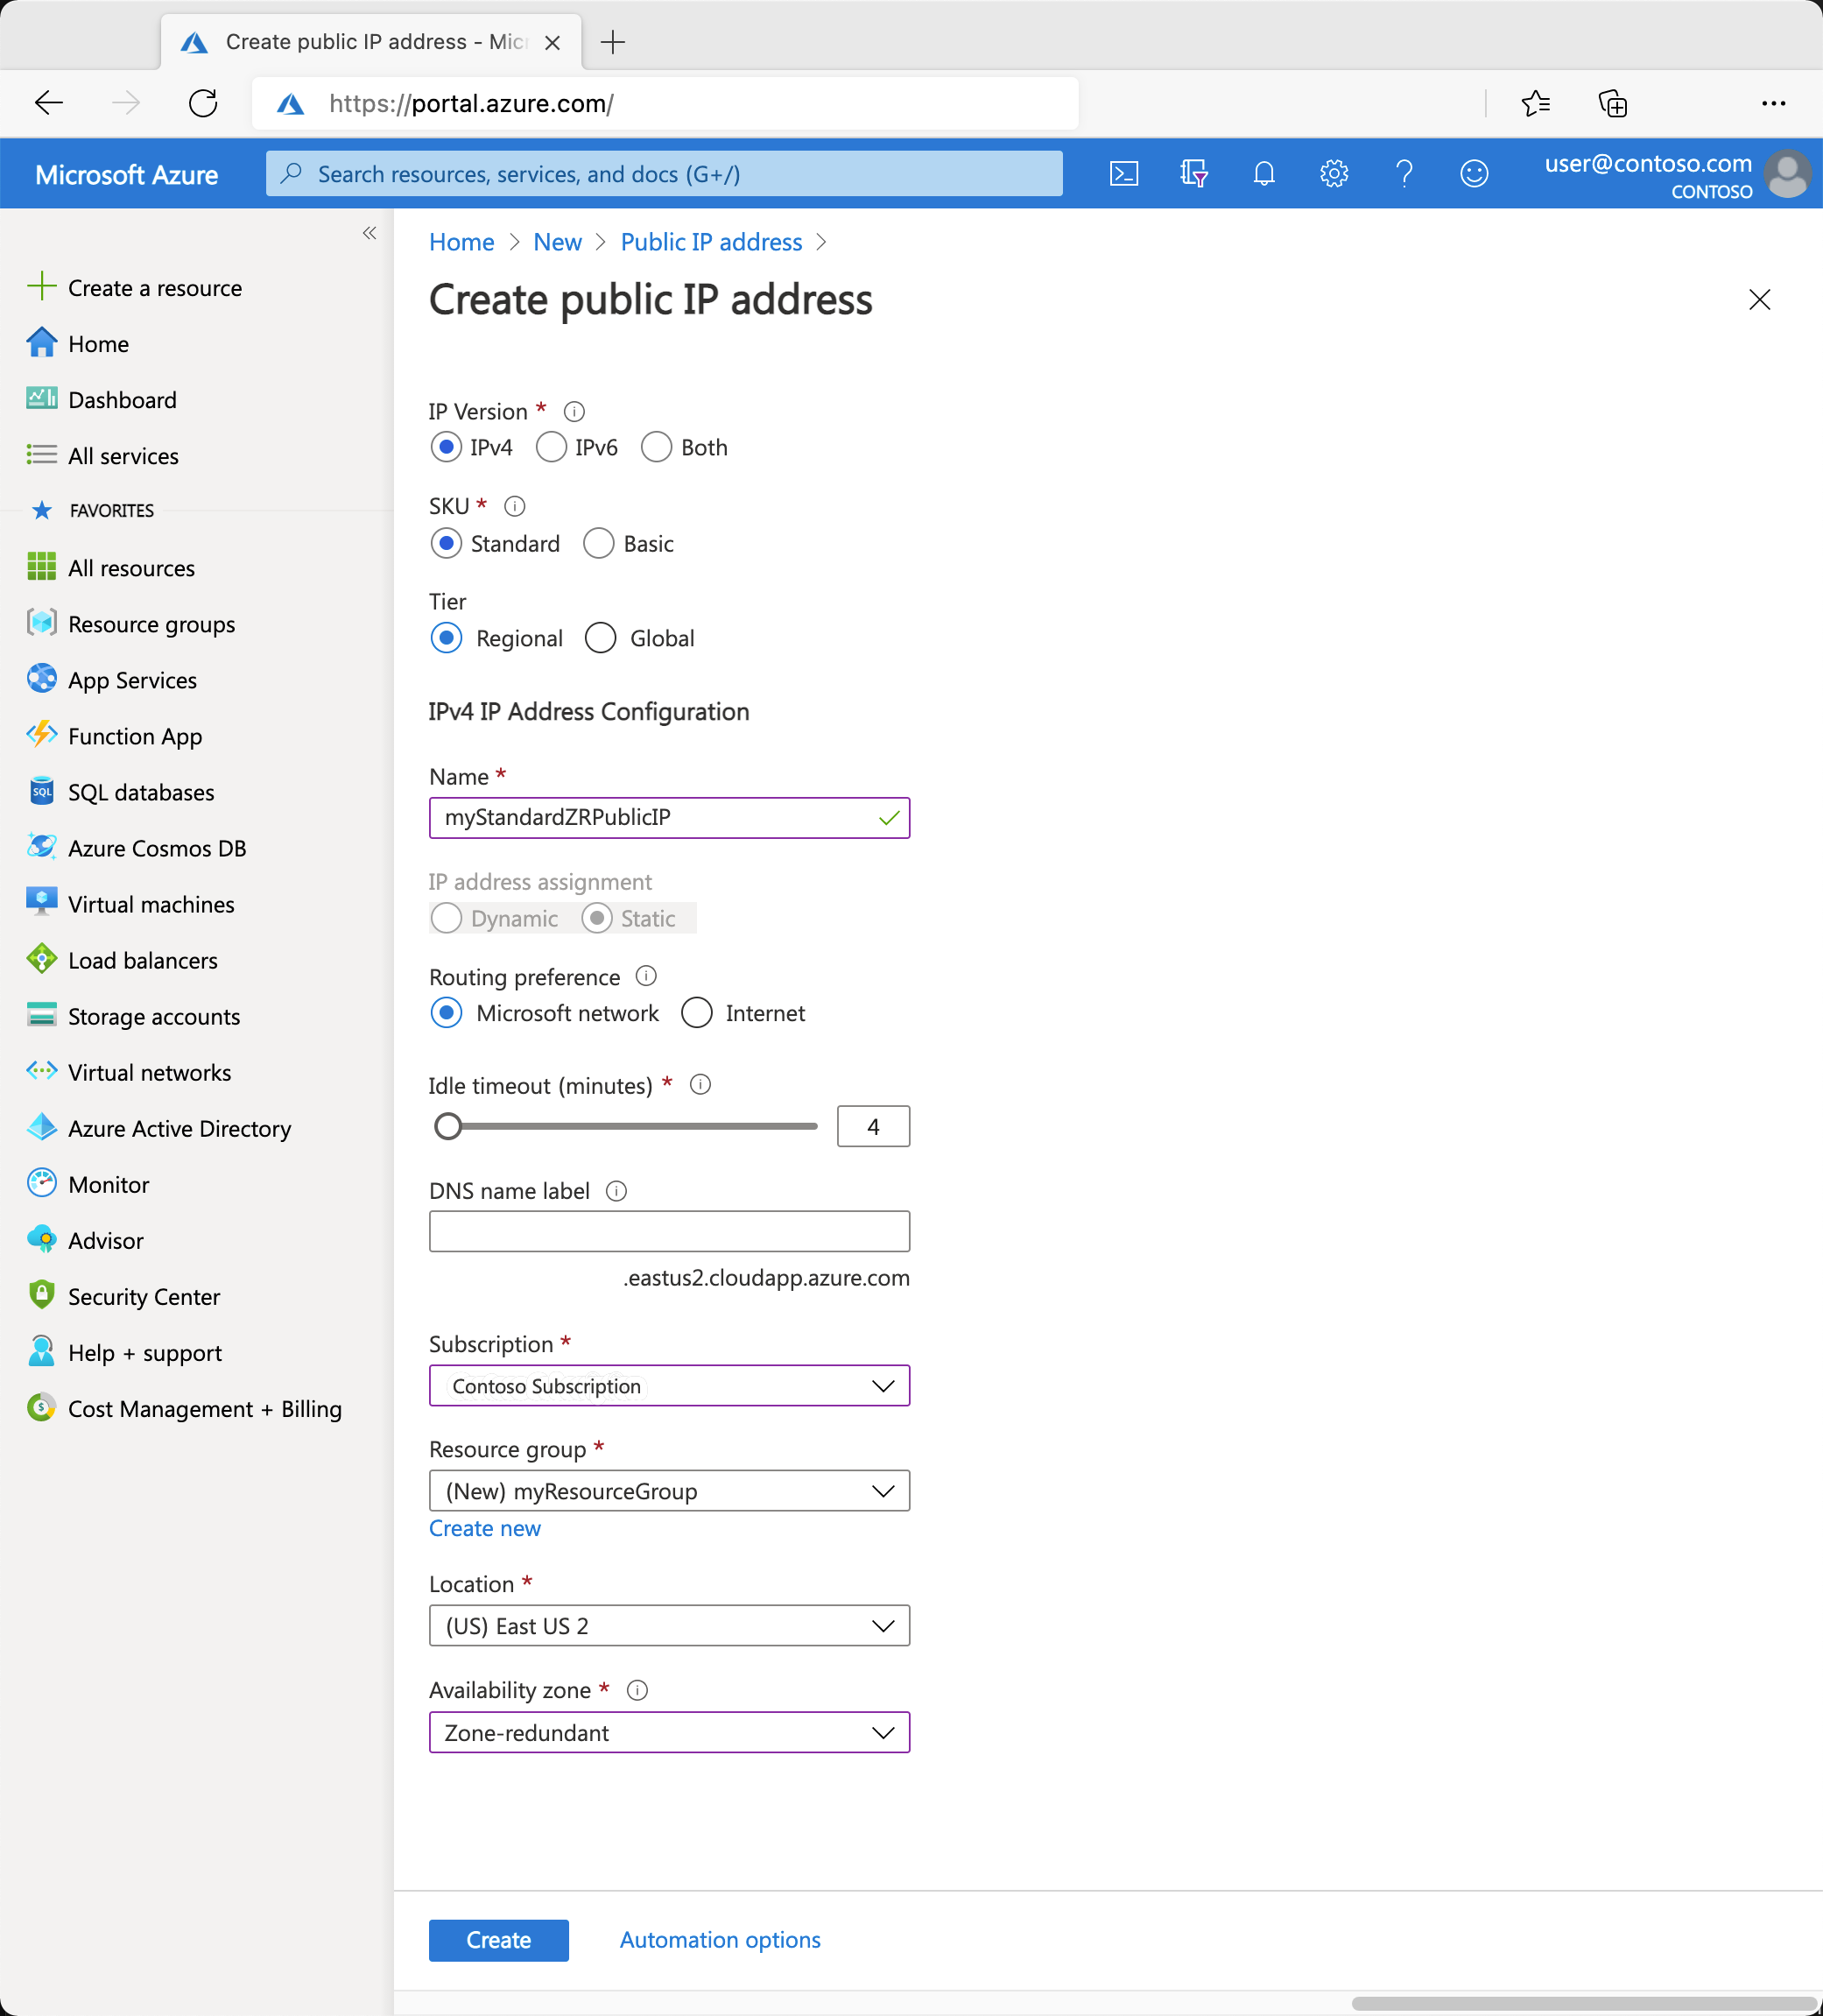 Create public IP address - Mic
https://portal.azure.com/
Microsoft Azure
Search resources, services, and docs (G+/)
user@contoso.com
CONTOSO
Create a resource
Home
Dashboard
All services
FAVORITES
All resources
Resource groups
App Services
Function App
SQL
SQL databases
Azure Cosmos DB
Virtual machines
Load balancers
Storage accounts
Virtual networks
Azure Active Directory
Monitor
Advisor
Security Center
Help + support
Cost Management + Billing
Home > New > Public IP address >
Create public IP address
IP Version *
IPv4 IPv6 Both
SKU *
Standard Basic
Tier
Regional Global
IPv4 IP Address Configuration
Name *
myStandardZRPublicIP
IP address assignment
Dynamic Static
Routing preference
Microsoft network Internet
Idle timeout (minutes) *
4
DNS name label
.eastus2.cloudapp.azure.com
Subscription *
Contoso Subscription
Resource group *
(New) myResourceGroup
Create new
Location *
(US) East US 2
Availability zone *
Zone-redundant
Create
Automation options